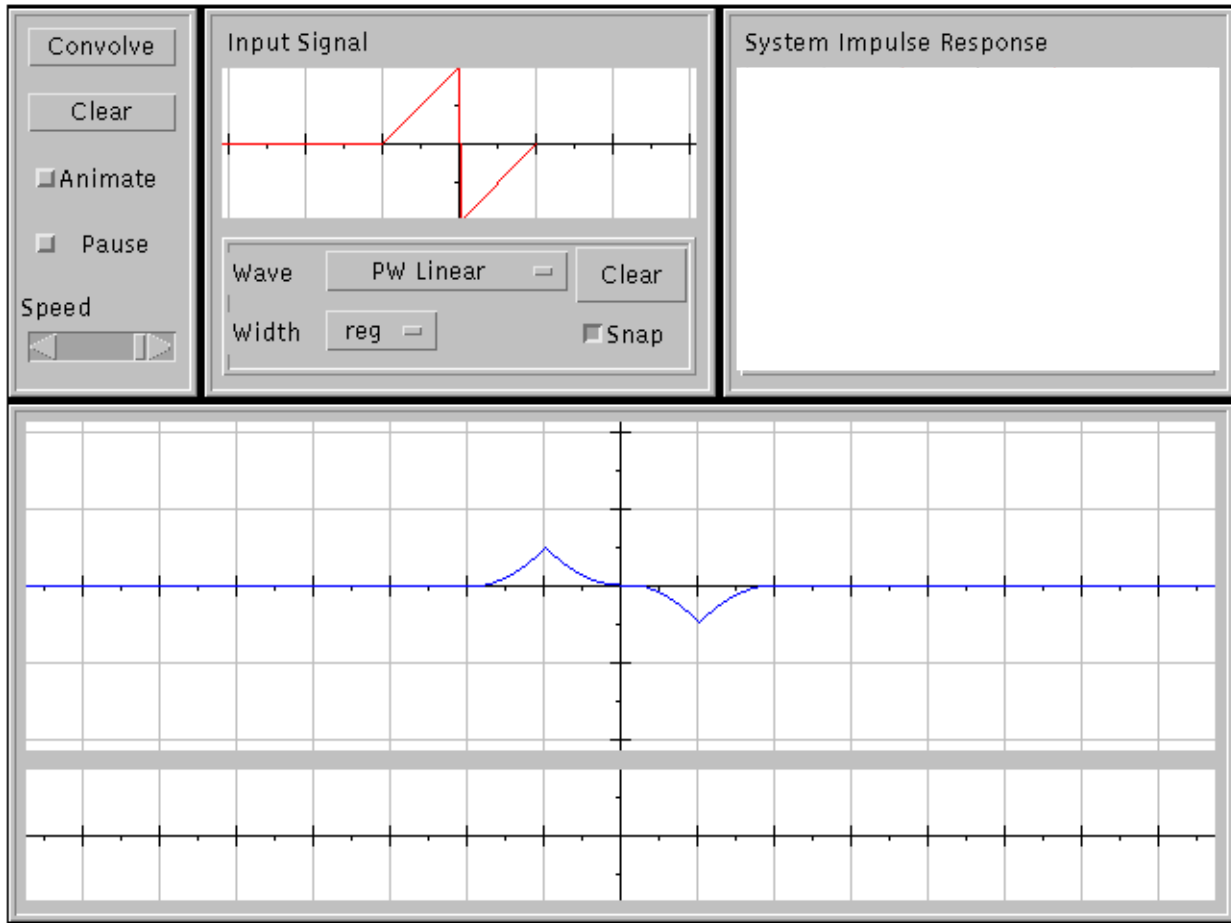 Convolve
Clear
Animate
Pause
Speed
Input Signal
Wave PW Linear Clear
Width reg Snap
System Impulse Response